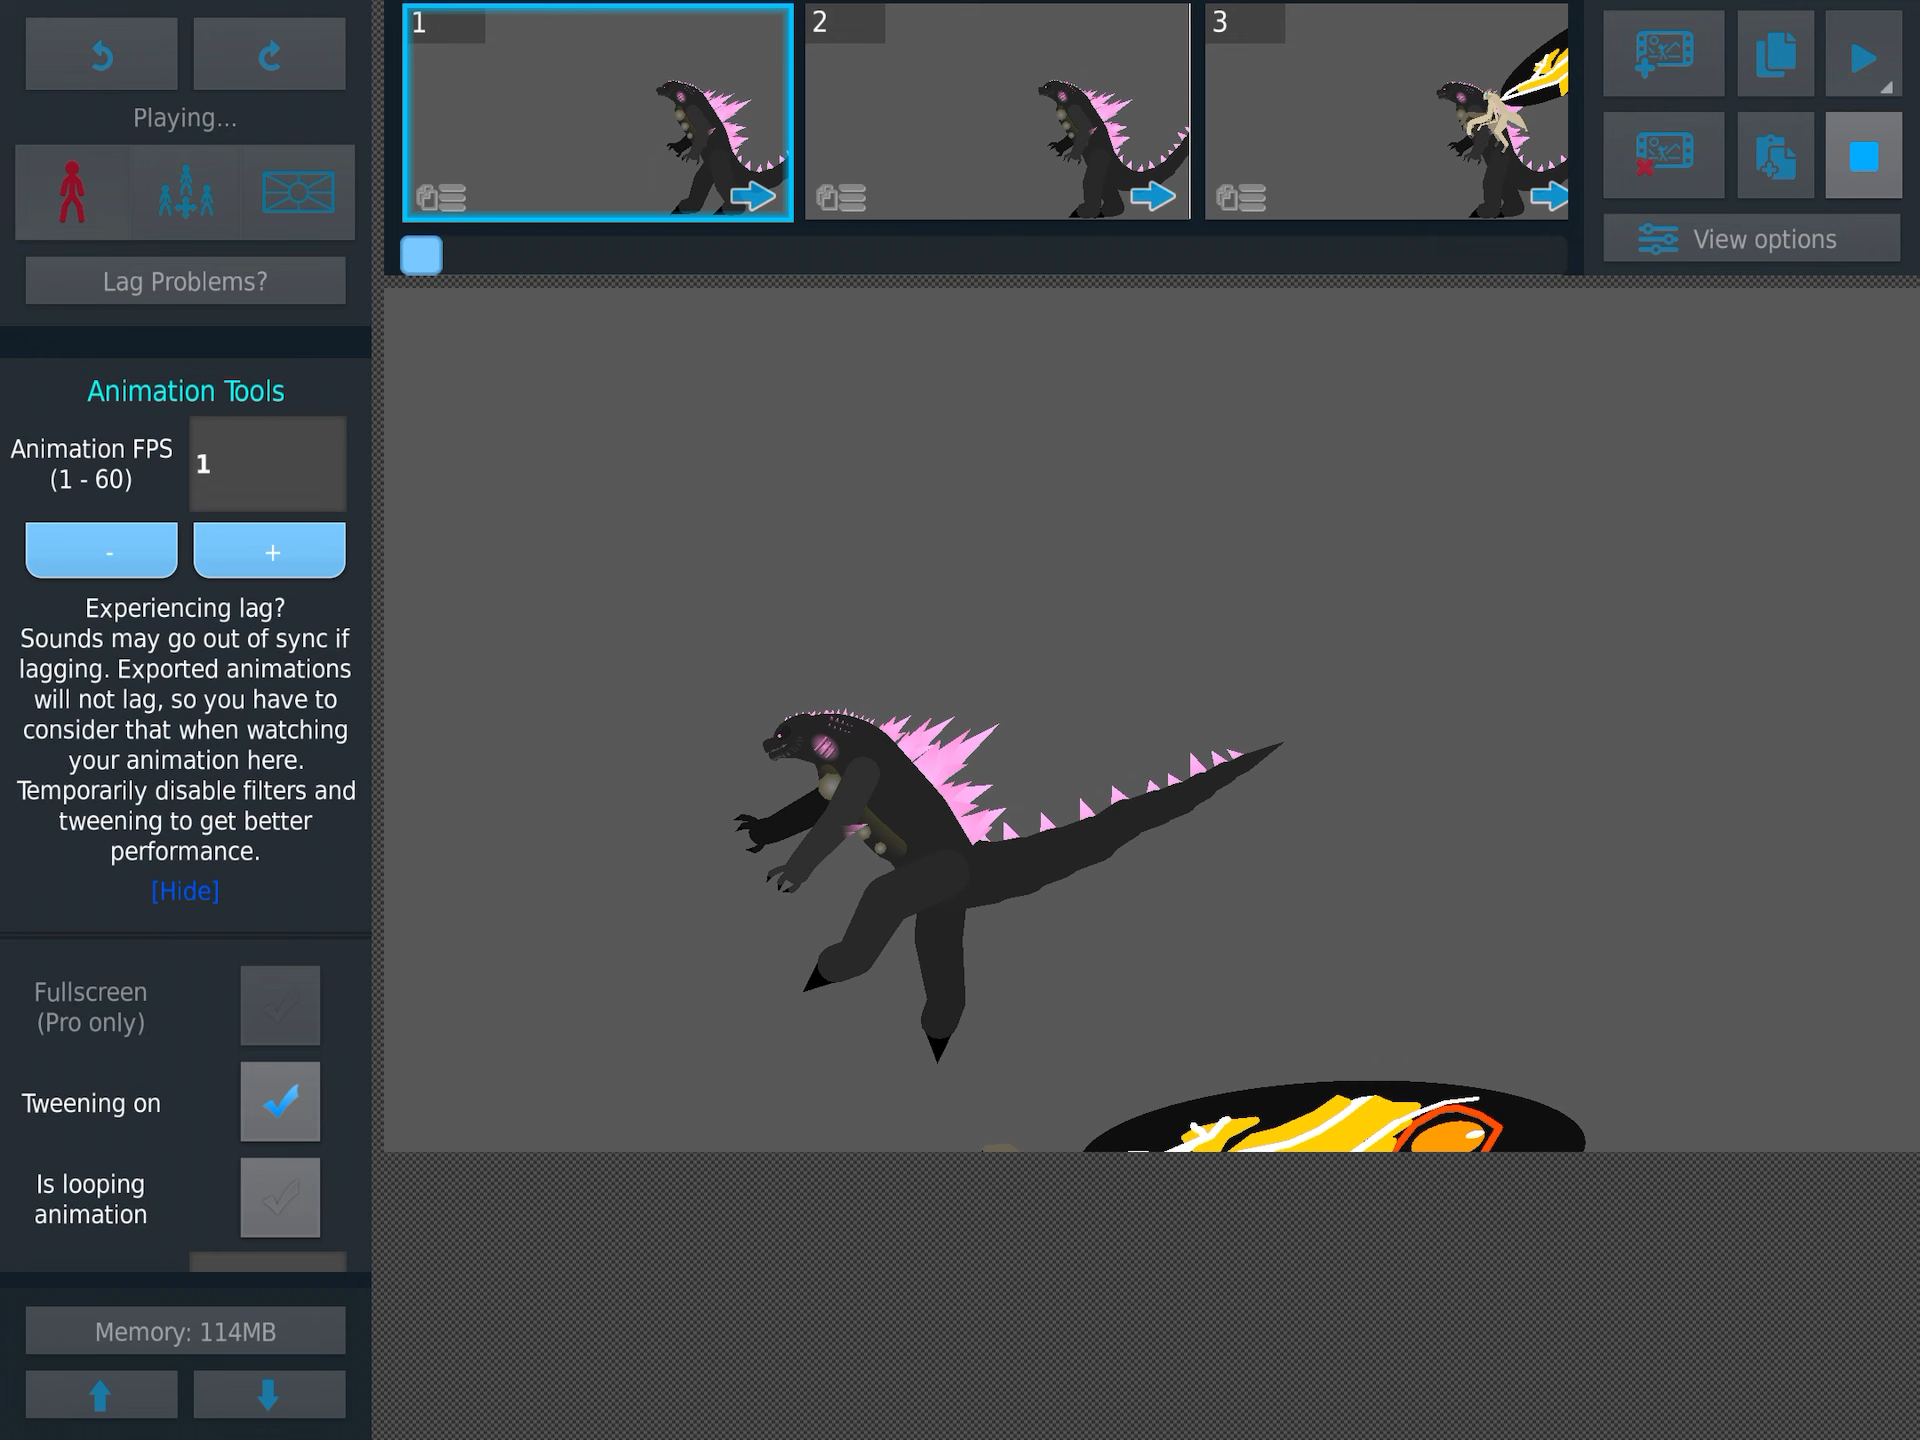 1
2
3
Playing...
Lag Problems?
View options
Animation Tools
Animation FPS
(1 - 60)
1
-
+
Experiencing lag?
Sounds may go out of sync if
lagging. Exported animations
will not lag, so you have to
consider that when watching
your animation here.
Temporarily disable filters and
tweening to get better
performance.
[Hide]
Fullscreen
(Pro only)
Tweening on
Is looping
animation
Memory: 114MB